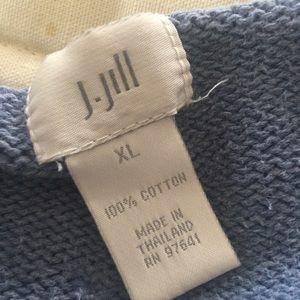 J.Jill
XL
100% COTTON
MADE IN
THAILAND
RN 97641